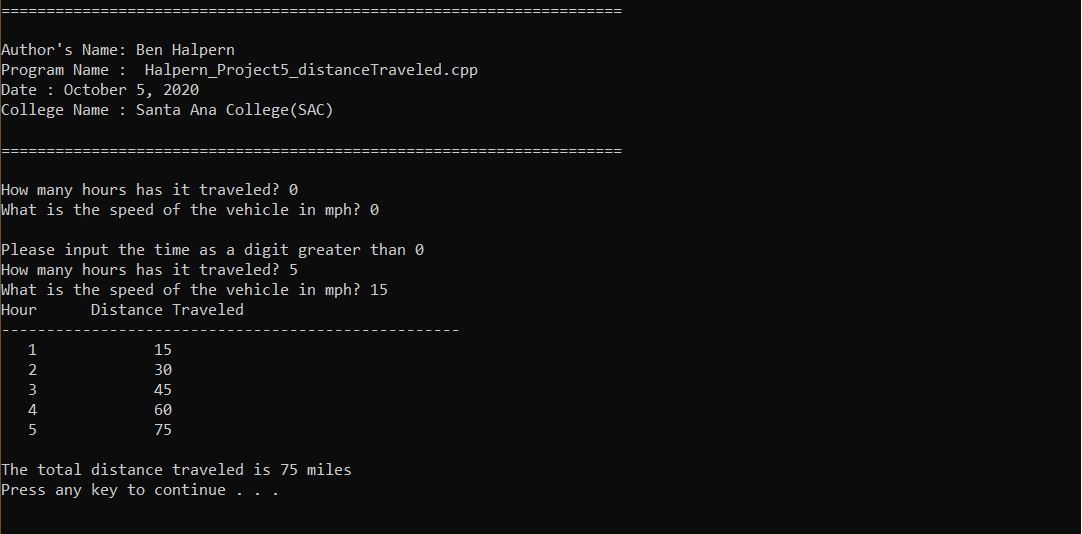 =====================================================================
Author's Name: Ben Halpern
Program Name :  Halpern_Project5_distanceTraveled.cpp
Date : October 5, 2020
College Name : Santa Ana College(SAC)
=====================================================================
How many hours has it traveled? 0
What is the speed of the vehicle in mph? 0
Please input the time as a digit greater than 0
How many hours has it traveled? 5
What is the speed of the vehicle in mph? 15
Hour      Distance Traveled
---------------------------------------------------
   1             15
   2             30
   3             45
   4             60
   5             75
The total distance traveled is 75 miles
Press any key to continue . . .